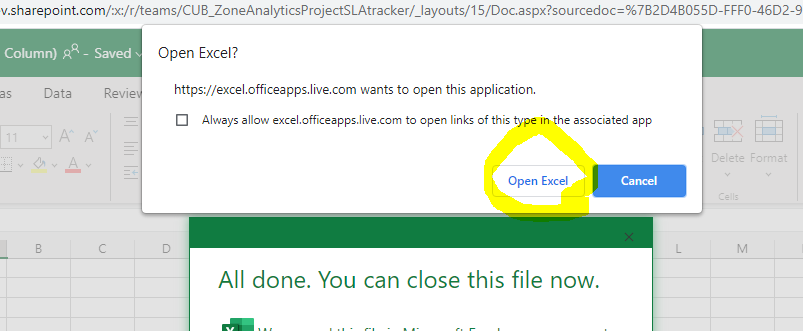 ev.sharepoint.com/:x:/r/teams/CUB_ZoneAnalyticsProjectSLAtracker/_layouts/15/Doc.aspx?sourcedoc=%7B2D4B055D-FFF0-46D2-9
Column) - Saved
Open Excel?
https://excel.officeapps.live.com wants to open this application.
as Data Review
Always allow excel.officeapps.live.com to open links of this type in the associated app
11 A A
Delete Format
Open Excel Cancel
Cells
B C D L M
All done. You can close this file now.